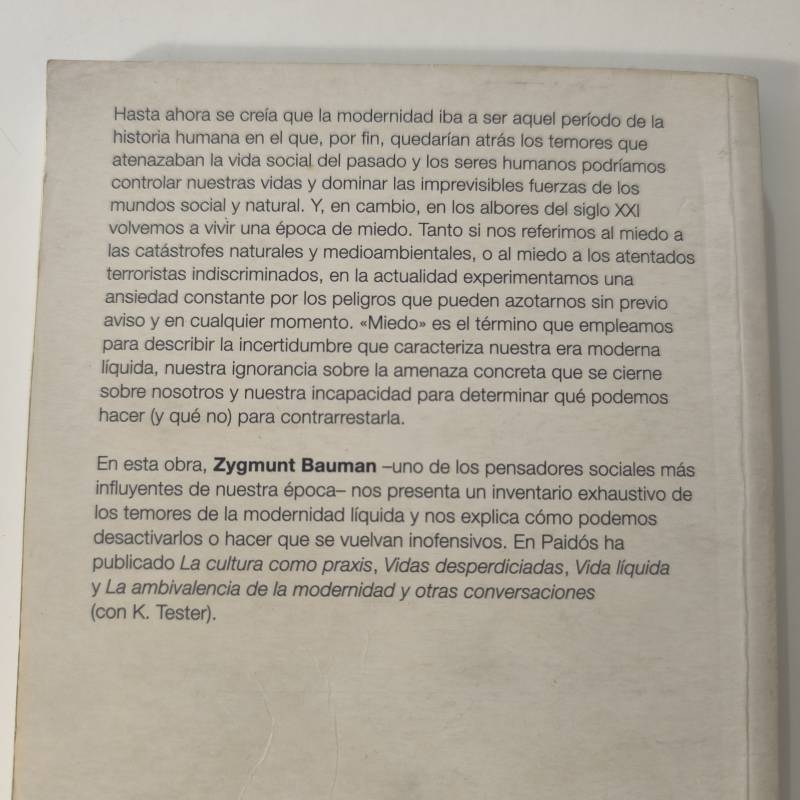 Hasta ahora se creía que la modernidad iba a ser aquel período de la
historia humana en el que, por fin, quedarían atrás los temores que
atenazaban la vida social del pasado y los seres humanos podríamos
controlar nuestras vidas y dominar las imprevisibles fuerzas de los
mundos social y natural. Y, en cambio, en los albores del siglo XXI
volvemos a vivir una época de miedo. Tanto si nos referimos al miedo a
las catástrofes naturales y medioambientales, o al miedo a los atentados
terroristas indiscriminados, en la actualidad experimentamos una
ansiedad constante por los peligros que pueden azotarnos sin previo
aviso y en cualquier momento. «Miedo» es el término que empleamos
para describir la incertidumbre que caracteriza nuestra era moderna
líquida, nuestra ignorancia sobre la amenaza concreta que se cierne
sobre nosotros y nuestra incapacidad para determinar qué podemos
hacer (y qué no) para contrarrestarla.
En esta obra, Zygmunt Bauman –uno de los pensadores sociales más
influyentes de nuestra época– nos presenta un inventario exhaustivo de
los temores de la modernidad líquida y nos explica cómo podemos
desactivarlos o hacer que se vuelvan inofensivos. En Paidós ha
publicado La cultura como praxis, Vidas desperdiciadas, Vida líquida
y La ambivalencia de la modernidad y otras conversaciones
(con K. Tester).